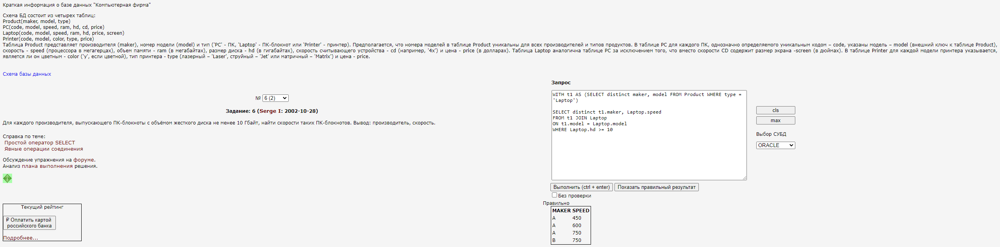 Краткая информация о базе данных "Компьютерная фирма"
Схема БД состоит из четырех таблиц:
Product(maker, model, type)
PC(code, model, speed, ram, hd, cd, price)
Laptop(code, model, speed, ram, hd, price, screen)
Printer(code, model, color, type, price)
Таблица Product представляет производителя (maker), номер модели (model) и тип ('PC' - ПК, 'Laptop' - ПК-блокнот или 'Printer' - принтер). Предполагается, что номера моделей в таблице Product уникальны для всех производителей и типов продуктов. В таблице PC для каждого ПК, однозначно определяемого уникальным кодом – code, указаны модель – model (внешний ключ к таблице Product),
скорость - speed (процессора в мегагерцах), объем памяти - ram (в мегабайтах), размер диска - hd (в гигабайтах), скорость считывающего устройства - cd (например, '4x') и цена - price (в долларах). Таблица Laptop аналогична таблице PC за исключением того, что вместо скорости CD содержит размер экрана -screen (в дюймах). В таблице Printer для каждой модели принтера указывается,
является ли он цветным - color ('y', если цветной), тип принтера - type (лазерный – 'Laser', струйный – 'Jet' или матричный – 'Matrix') и цена - price.
Схема базы данных
№ 6 (2)
Задание: 6 (Serge I: 2002-10-28)
Для каждого производителя, выпускающего ПК-блокноты с объёмом жесткого диска не менее 10 Гбайт, найти скорости таких ПК-блокнотов. Вывод: производитель, скорость.
Справка по теме:
Простой оператор SELECT
Явные операции соединения
Обсуждение упражнения на форуме.
Анализ плана выполнения решения.
i
Текущий рейтинг
₽ Оплатить картой
российского банка
Подробнее...
Запрос
WITH t1 AS (SELECT distinct maker, model FROM Product WHERE type =
'Laptop')
SELECT distinct t1.maker, Laptop.speed
FROM t1 JOIN Laptop
ON t1.model = Laptop.model
WHERE Laptop.hd >= 10
cls
max
Выбор СУБД
ORACLE
Выполнить (ctrl + enter) Показать правильный результат
Без проверки
Правильно
MAKER SPEED
A 450
A 600
A 750
B 750